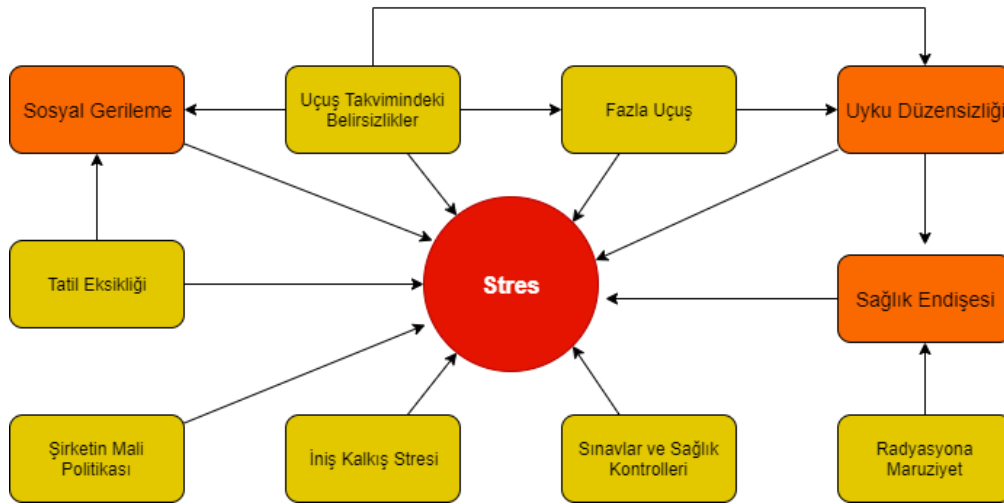 Sosyal Gerileme
Uçuş Takvimindeki
Belirsizlikler
Fazla Uçuş
Uyku Düzensizliği
Tatil Eksikliği
Stres
Sağlık Endişesi
Şirketin Mali
Politikası
İniş Kalkış Stresi
Sınavlar ve Sağlık
Kontrolleri
Radyasyona
Maruziyet